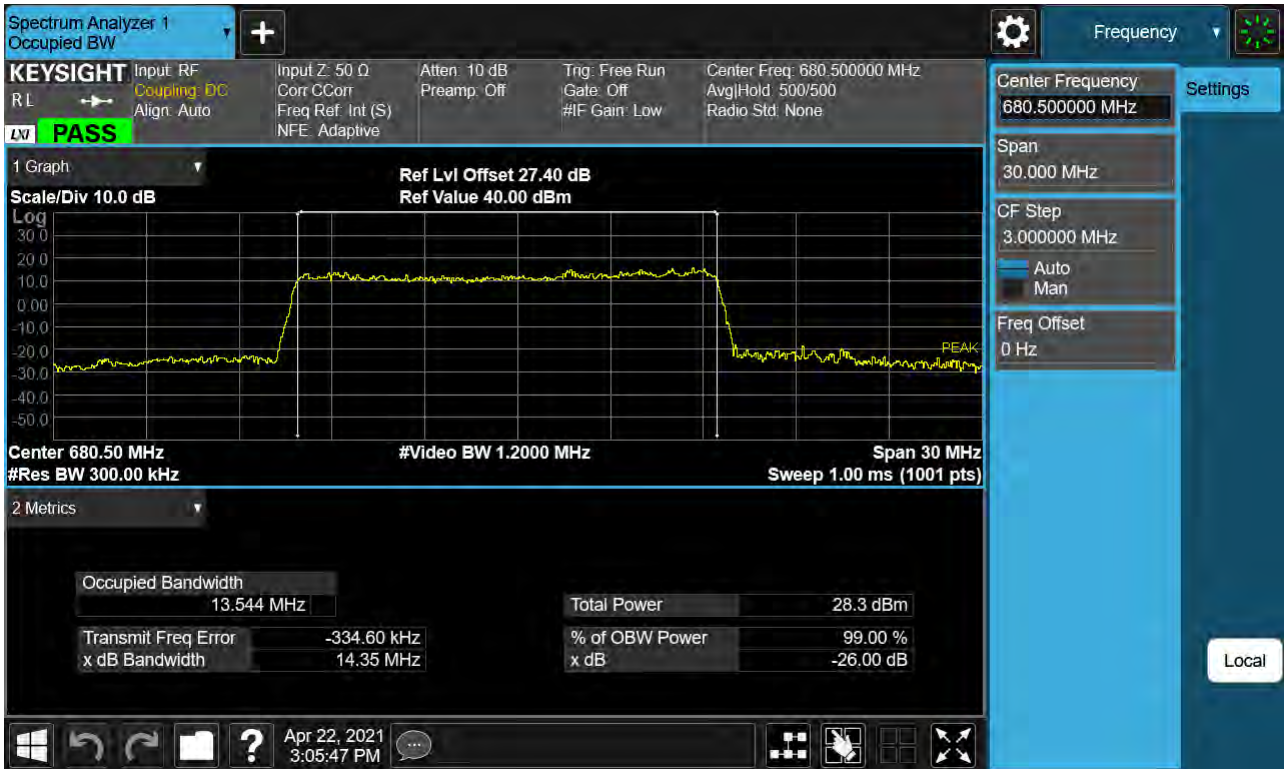 Spectrum Analyzer 1
Occupied BW
+
Frequency
KEYSIGHT
R L
LXI
PASS
Input: RF
Coupling: DC
Align: Auto
Input Z: 50 Ω
Corr CCorr
Freq Ref: Int (S)
NFE: Adaptive
Atten: 10 dB
Preamp: Off
Trig: Free Run
Gate: Off
#IF Gain: Low
Center Freq: 680.500000 MHz
Avg|Hold: 500/500
Radio Std: None
Center Frequency
680.500000 MHz
Settings
Span
30.000 MHz
CF Step
3.000000 MHz
Auto
Man
Freq Offset
0 Hz
Local
1 Graph
Scale/Div 10.0 dB
Ref Lvl Offset 27.40 dB
Ref Value 40.00 dBm
Log
30.0
20.0
10.0
0.00
-10.0
-20.0
-30.0
-40.0
-50.0
PEAK
Center 680.50 MHz
#Video BW 1.2000 MHz
Span 30 MHz
#Res BW 300.00 kHz
Sweep 1.00 ms (1001 pts)
2 Metrics
Occupied Bandwidth
13.544 MHz
Total Power 28.3 dBm
Transmit Freq Error -334.60 kHz
% of OBW Power 99.00 %
x dB Bandwidth 14.35 MHz
x dB -26.00 dB
?
Apr 22, 2021
3:05:47 PM